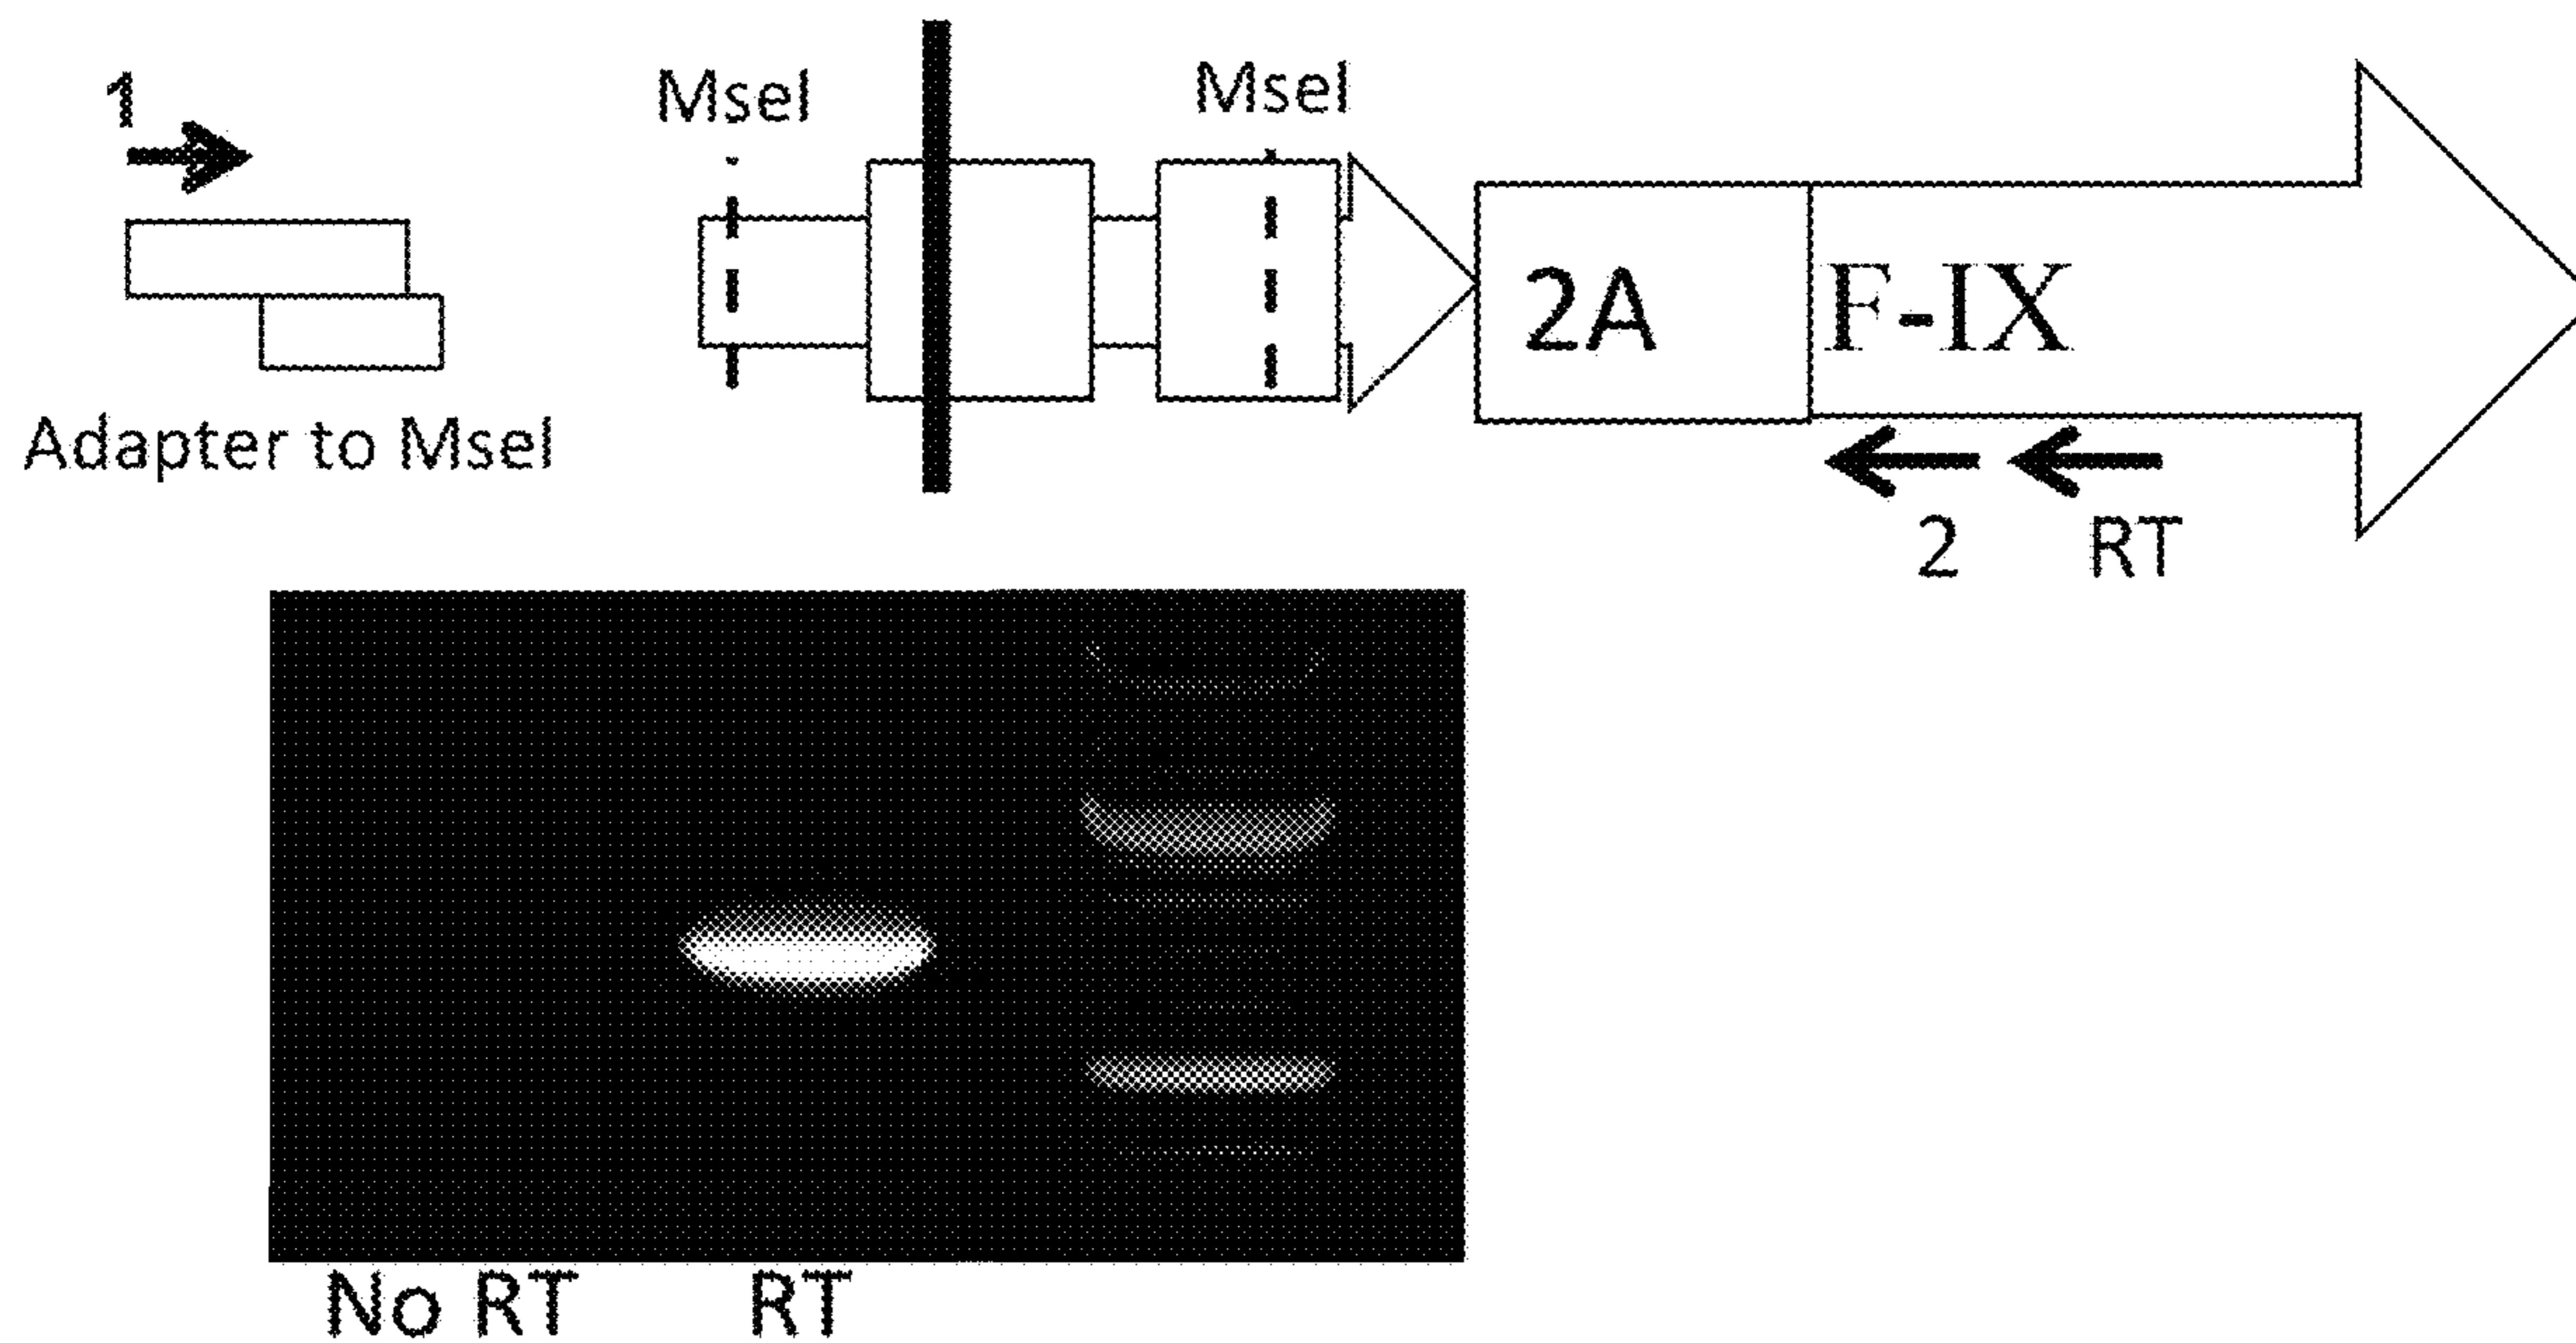 1
MseI
MseI
Adapter to MseI
2A
F-IX
2
RT
No RT
RT